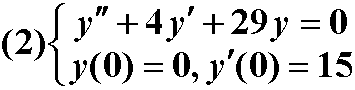 (2) { y″ + 4y′ + 29y = 0
y(0) = 0, y′(0) = 15